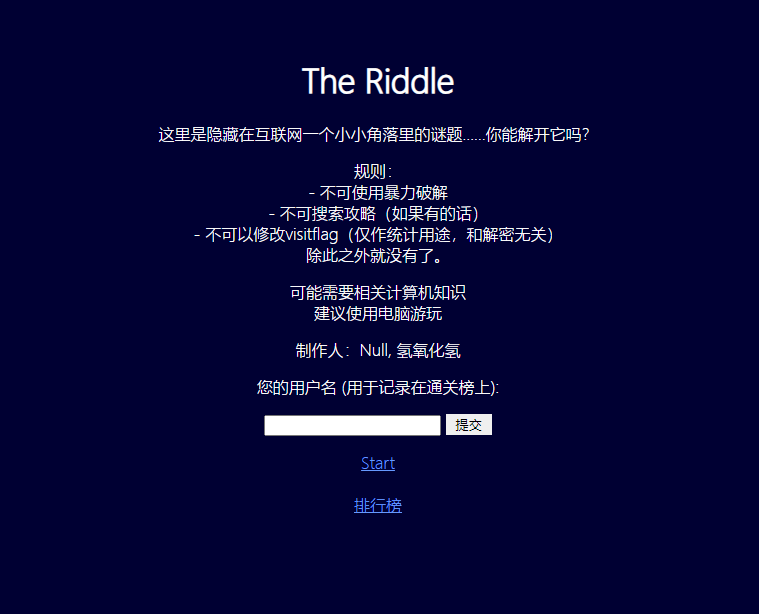 The Riddle
这里是隐藏在互联网一个小小角落里的谜题……你能解开它吗?
规则：
- 不可使用暴力破解
- 不可搜索攻略（如果有的话）
- 不可以修改visitflag（仅作统计用途，和解密无关）
除此之外就没有了。
可能需要相关计算机知识
建议使用电脑游玩
制作人：Null, 氢氧化氢
您的用户名 (用于记录在通关榜上):
提交
Start
排行榜